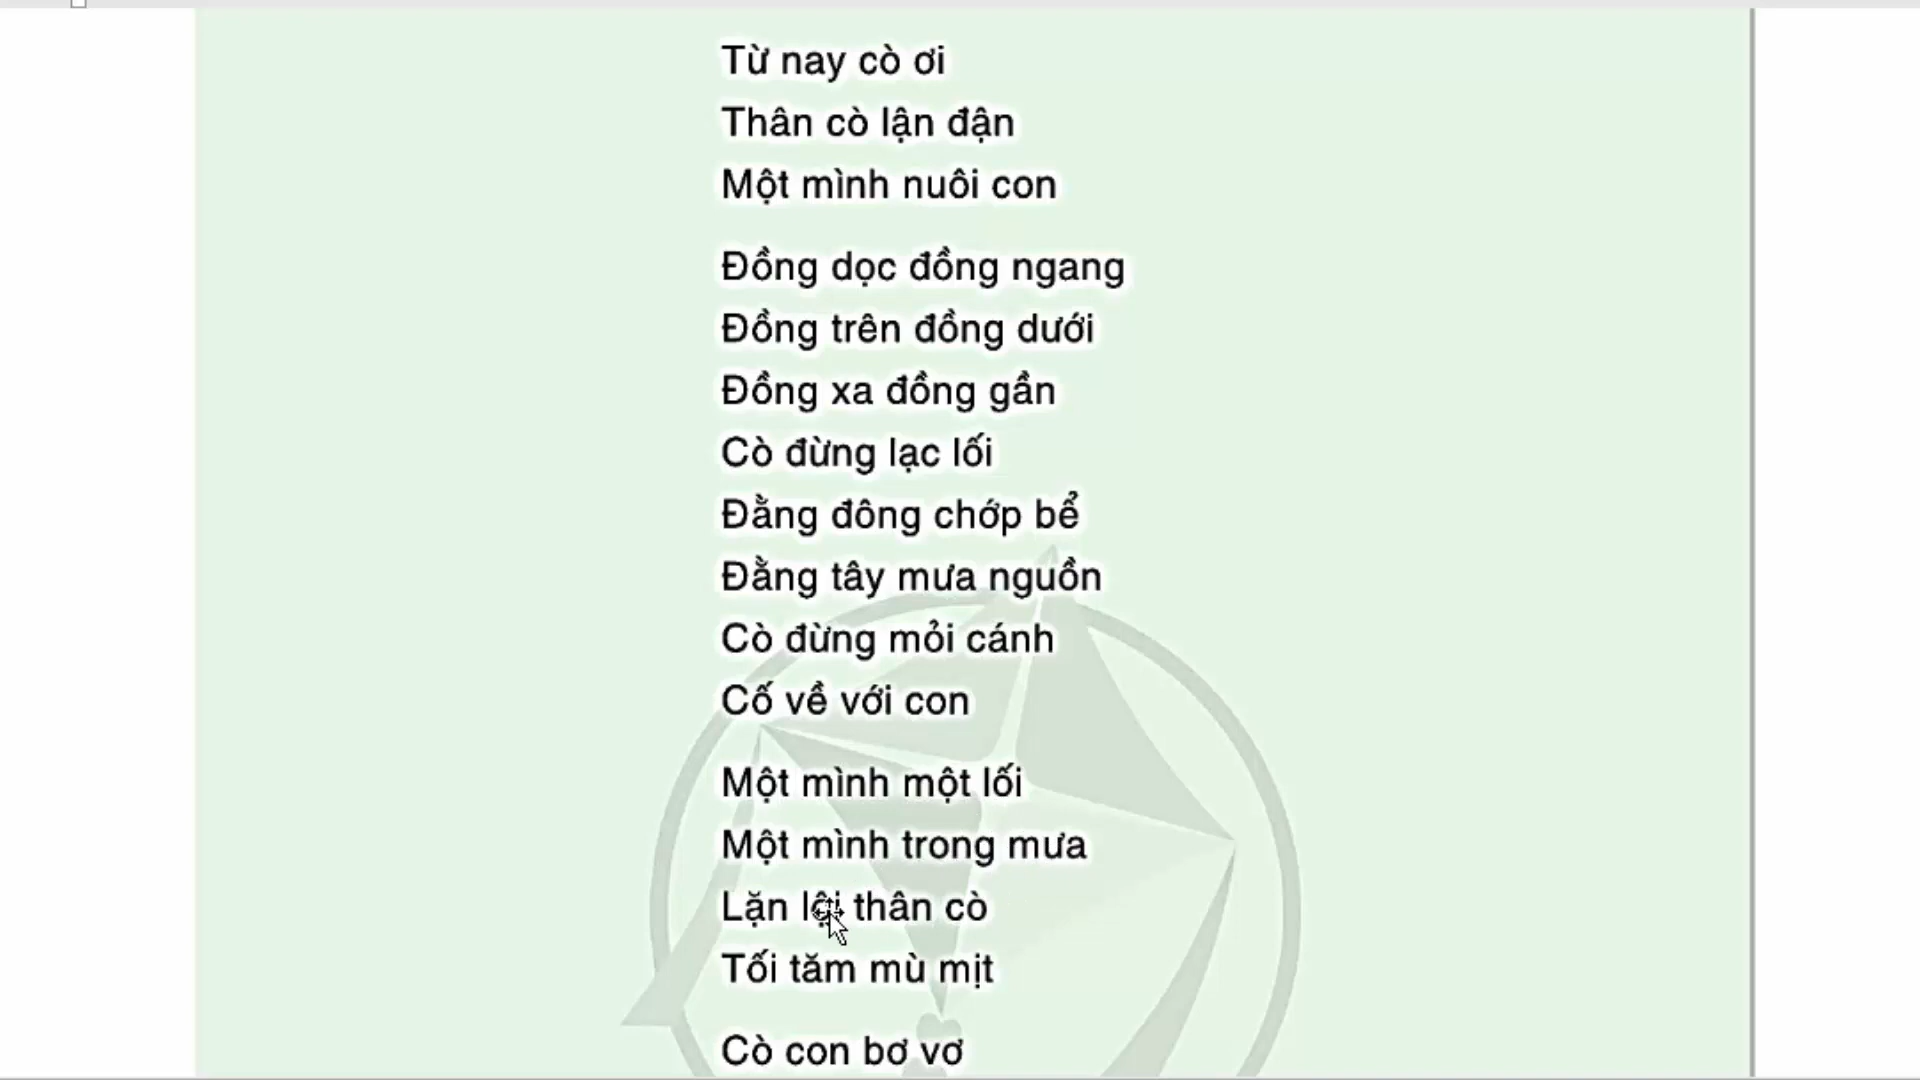 Từ nay cò ơi
Thân cò lận đận
Một mình nuôi con
Đồng dọc đồng ngang
Đồng trên đồng dưới
Đồng xa đồng gần
Cò đừng lạc lối
Đằng đông chớp bể
Đằng tây mưa nguồn
Cò đừng mỏi cánh
Cố về với con
Một mình một lối
Một mình trong mưa
Lặn lội thân cò
Tối tăm mù mịt
Cò con bơ vơ